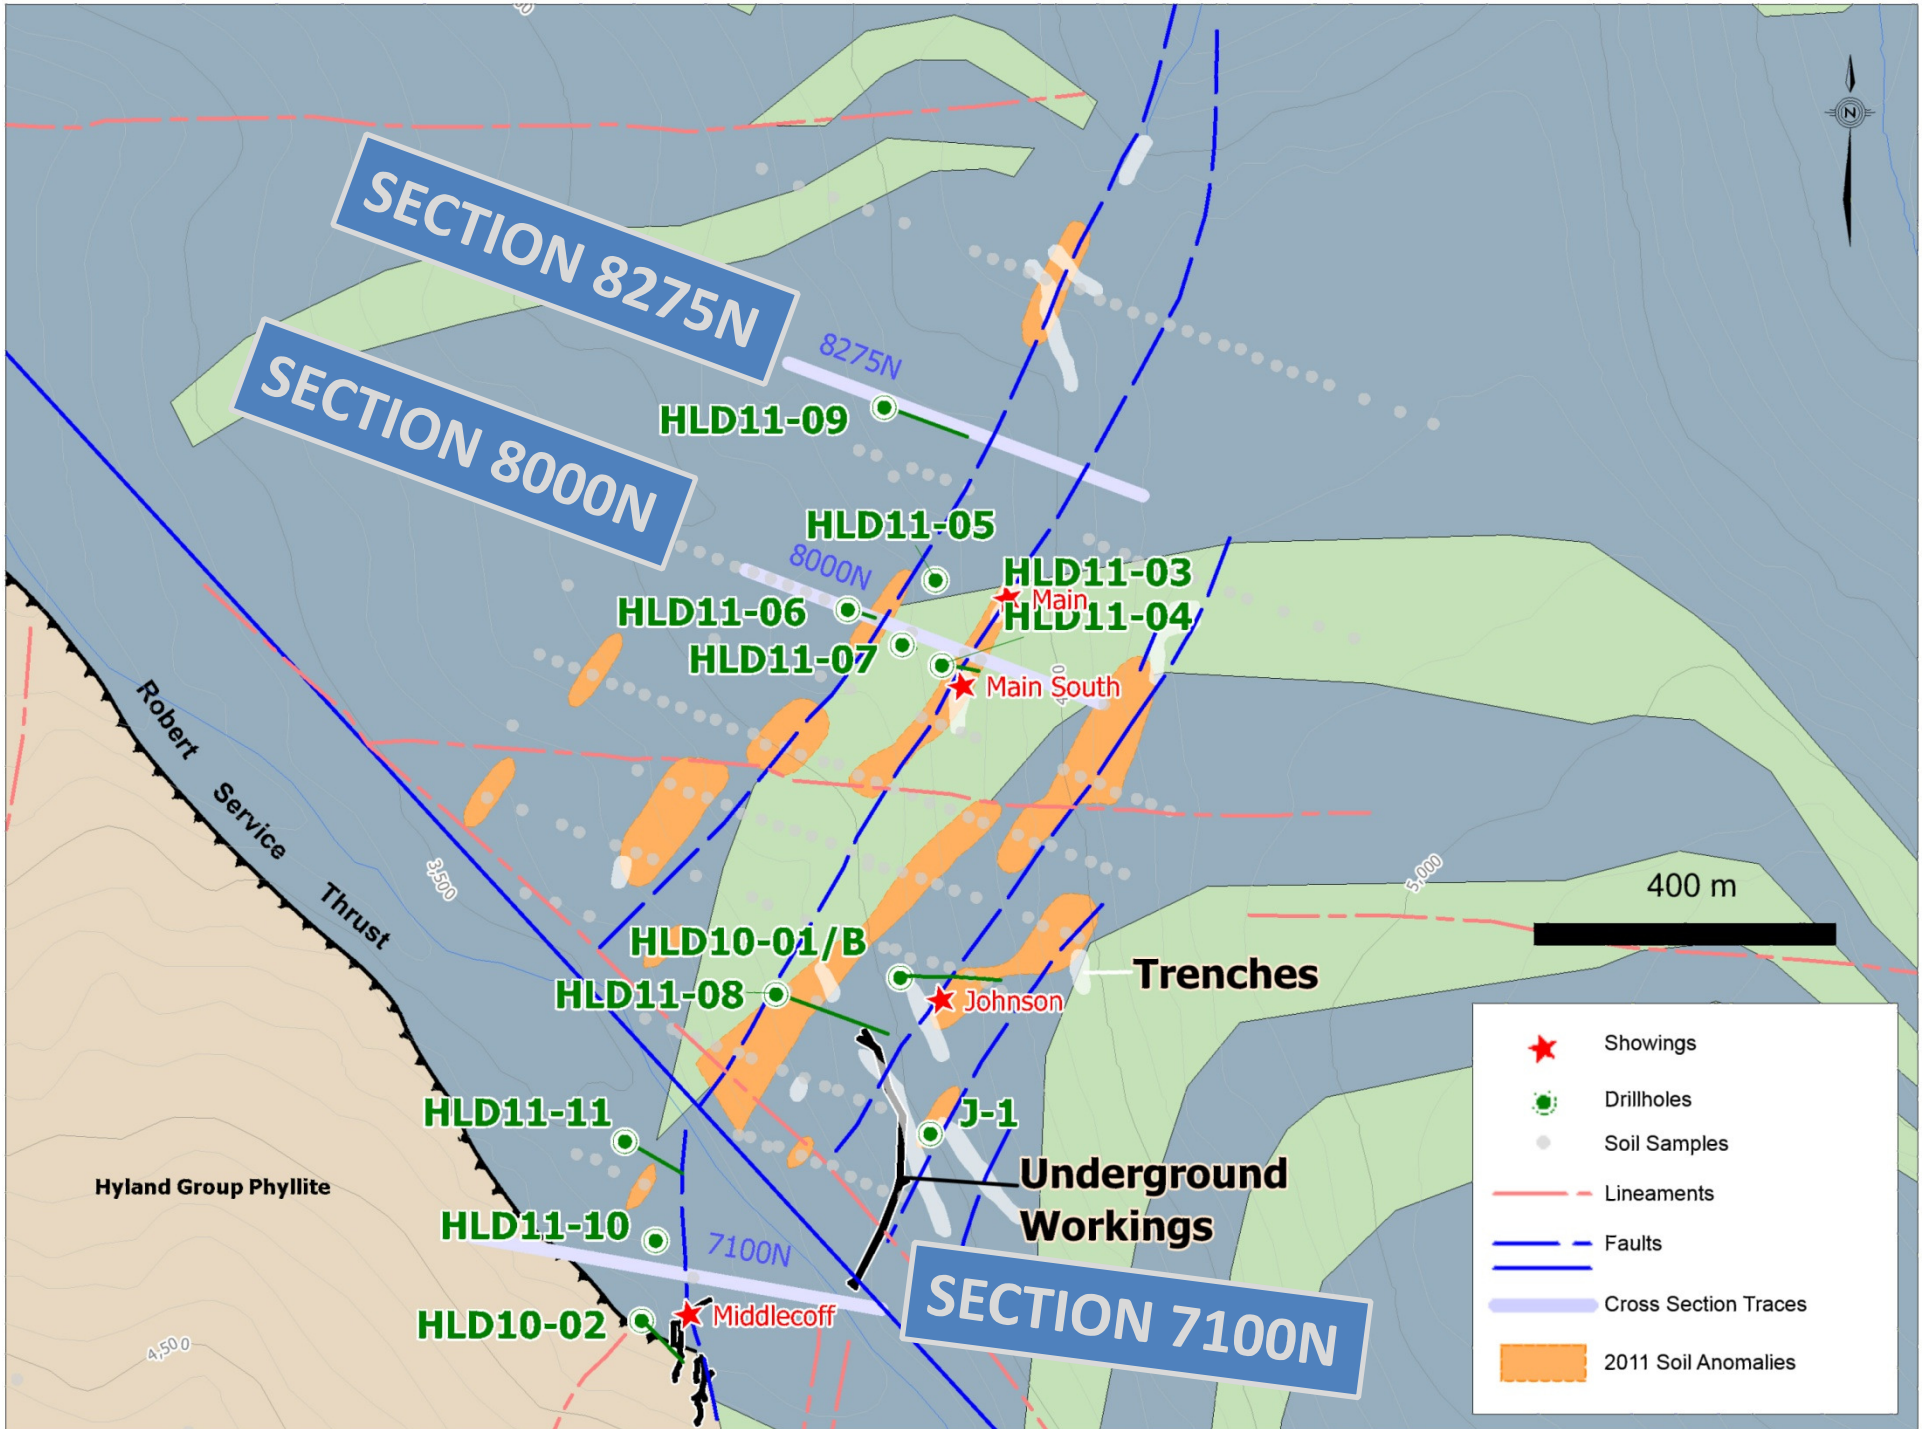 N
SECTION 8275N
8275N
HLD11-09
SECTION 8000N
HLD11-05
8000N
HLD11-03
Main
HLD11-06
HLD11-04
HLD11-07
Main South
Robert
Service
Thrust
3,500
5,000
400 m
HLD10-01/B
Trenches
HLD11-08
Johnson
Showings
HLD11-11
J-1
Drillholes
Soil Samples
Underground
Workings
Hyland Group Phyllite
Lineaments
HLD11-10
7100N
Faults
SECTION 7100N
Cross Section Traces
HLD10-02
Middlecoff
4,500
2011 Soil Anomalies